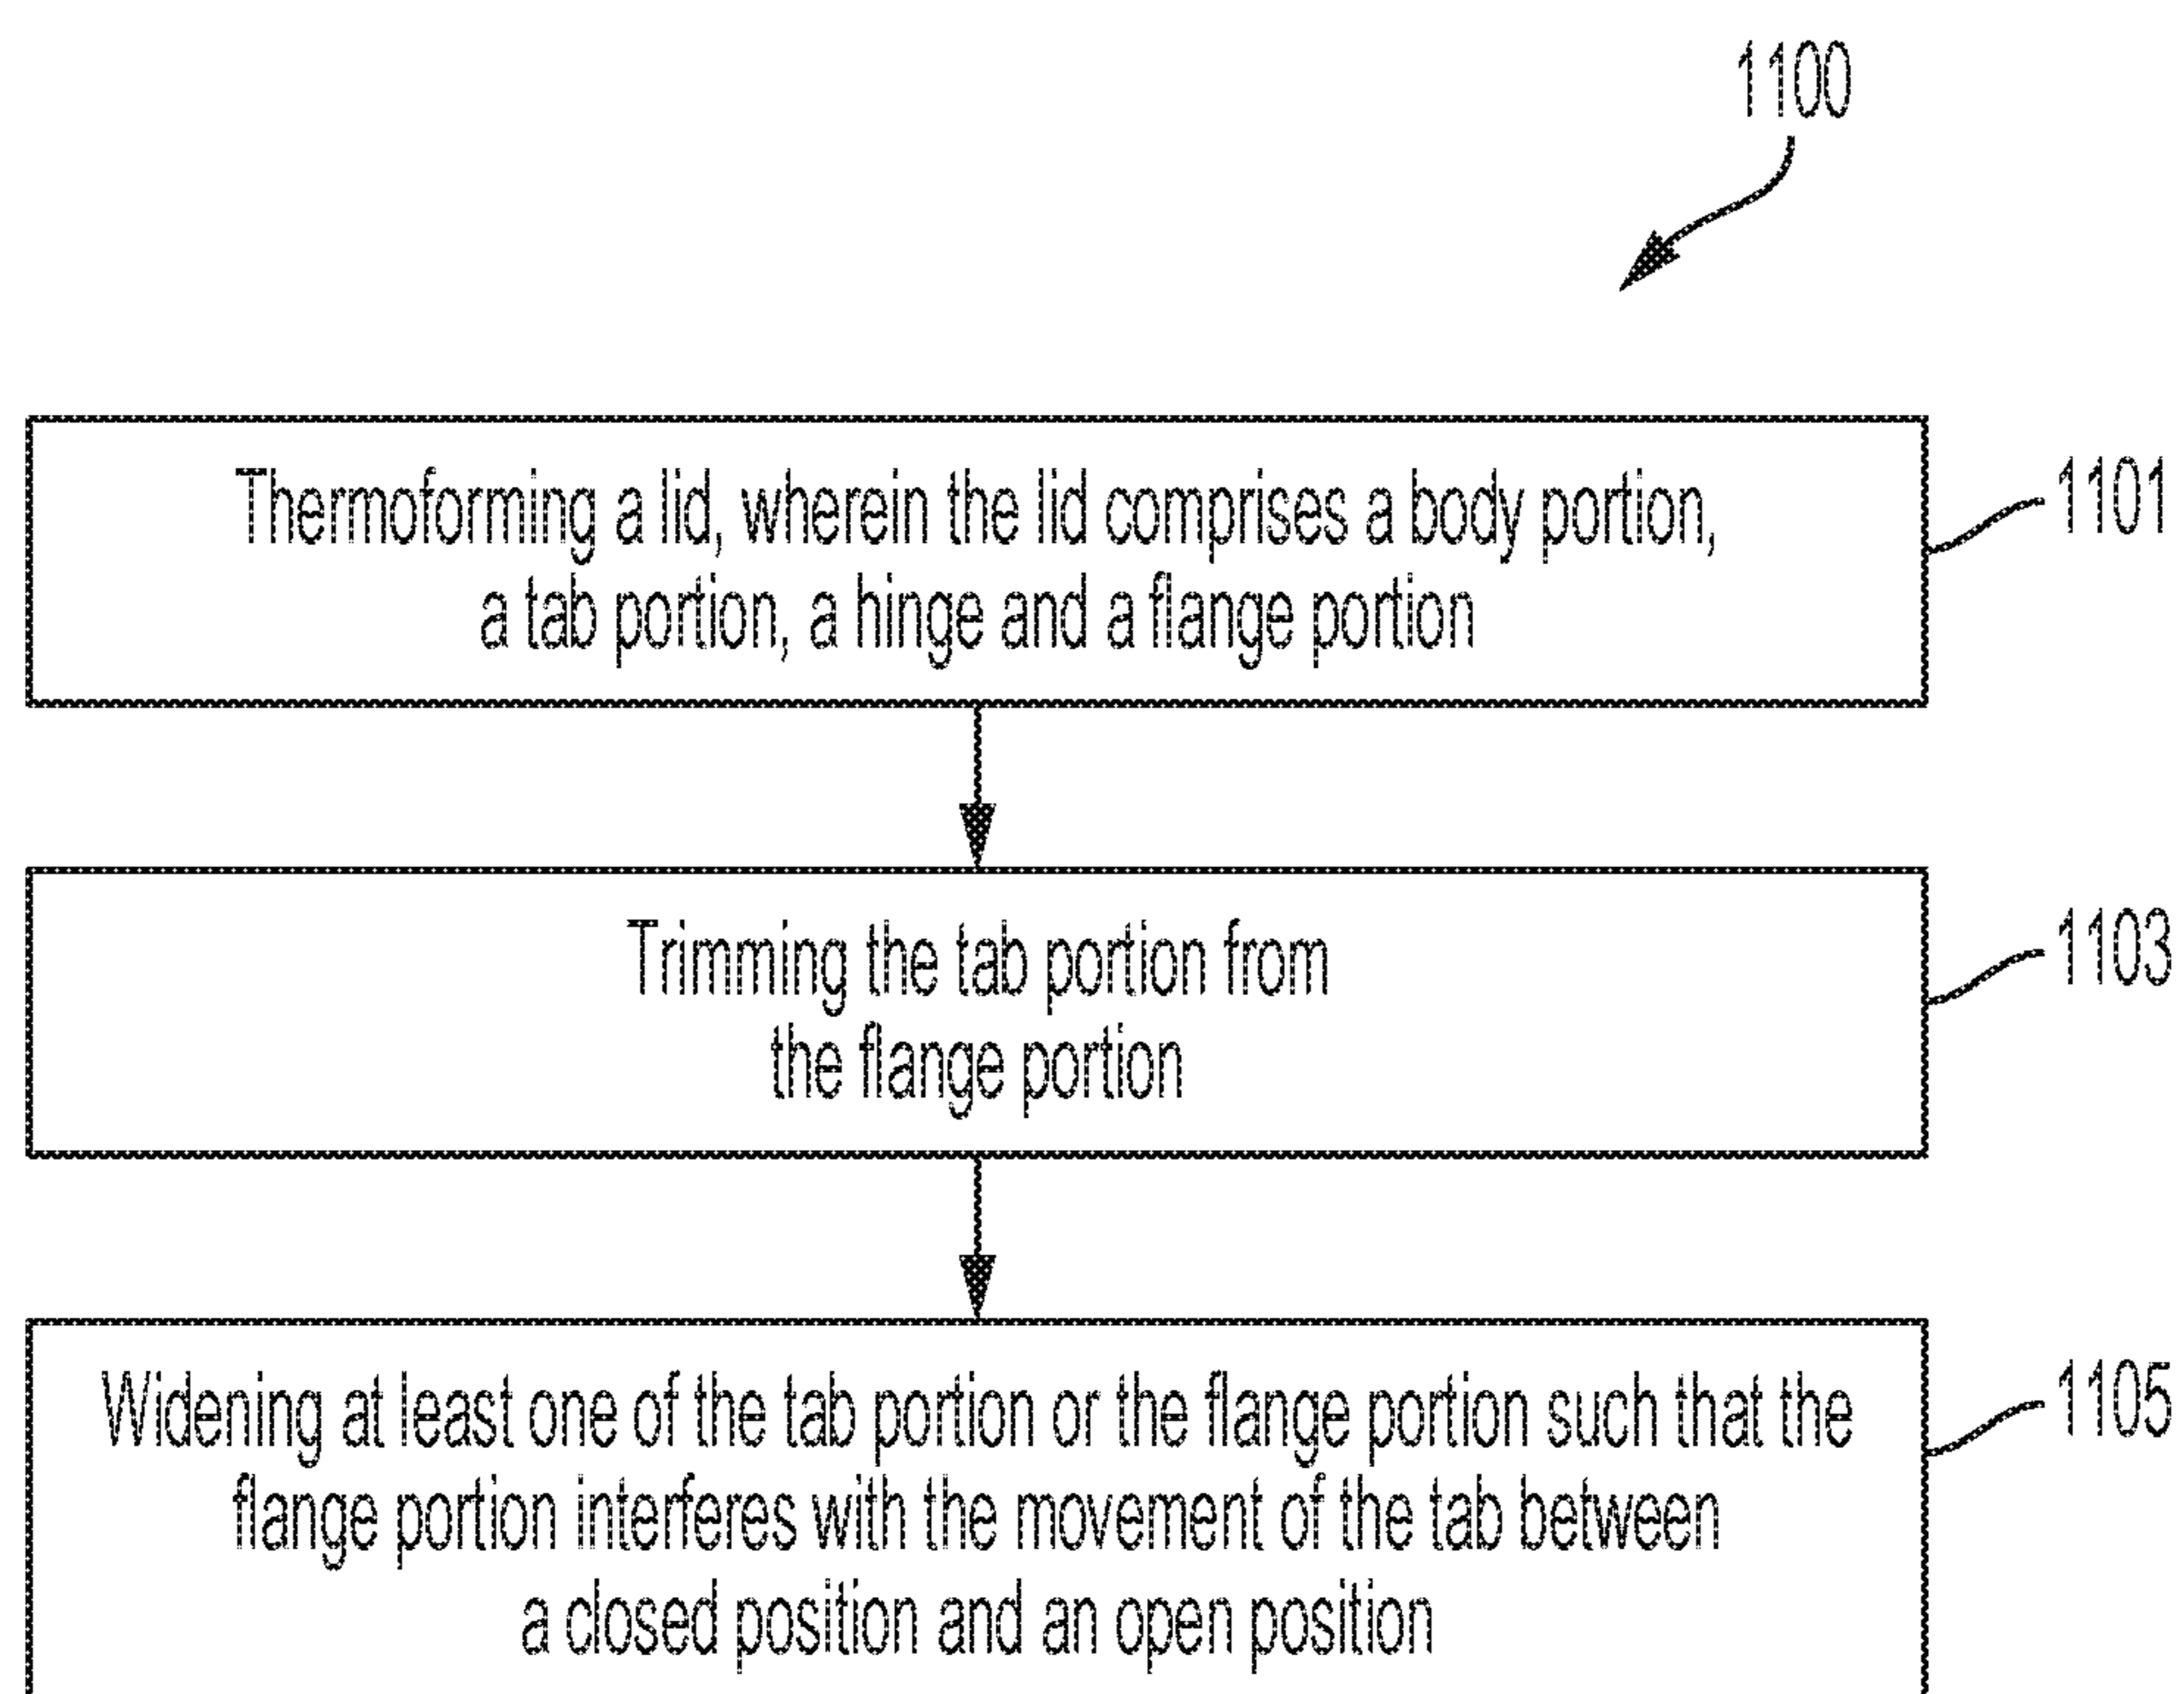 1100
Thermoforming a lid, wherein the lid comprises a body portion,
a tab portion, a hinge and a flange portion
1101
Trimming the tab portion from
the flange portion
1103
Widening at least one of the tab portion or the flange portion such that the
flange portion interferes with the movement of the tab between
a closed position and an open position
1105